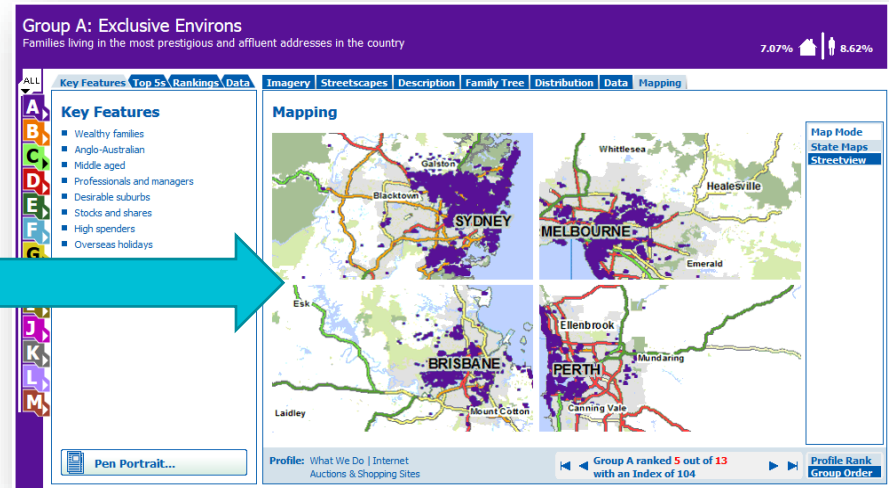 Group A: Exclusive Environs
Families living in the most prestigious and affluent addresses in the country
7.07% 8.62%
ALL
Key Features Top 5s Rankings Data
Imagery Streetscapes Description Family Tree Distribution Data Mapping
A
B
C
D
E
F
G
J
K
L
M
Key Features
Wealthy families
Anglo-Australian
Middle aged
Professionals and managers
Desirable suburbs
Stocks and shares
High spenders
Overseas holidays
Pen Portrait...
Mapping
Galston
Blacktown
SYDNEY
Whittlesea
Healesville
MELBOURNE
Emerald
Esk
BRISBANE
Laidley
Mount Cotton
Ellenbrook
Mundaring
PERTH
Canning Vale
Map Mode
State Maps
Streetview
Profile: What We Do | Internet
Auctions & Shopping Sites
Group A ranked 5 out of 13
with an Index of 104
Profile Rank
Group Order